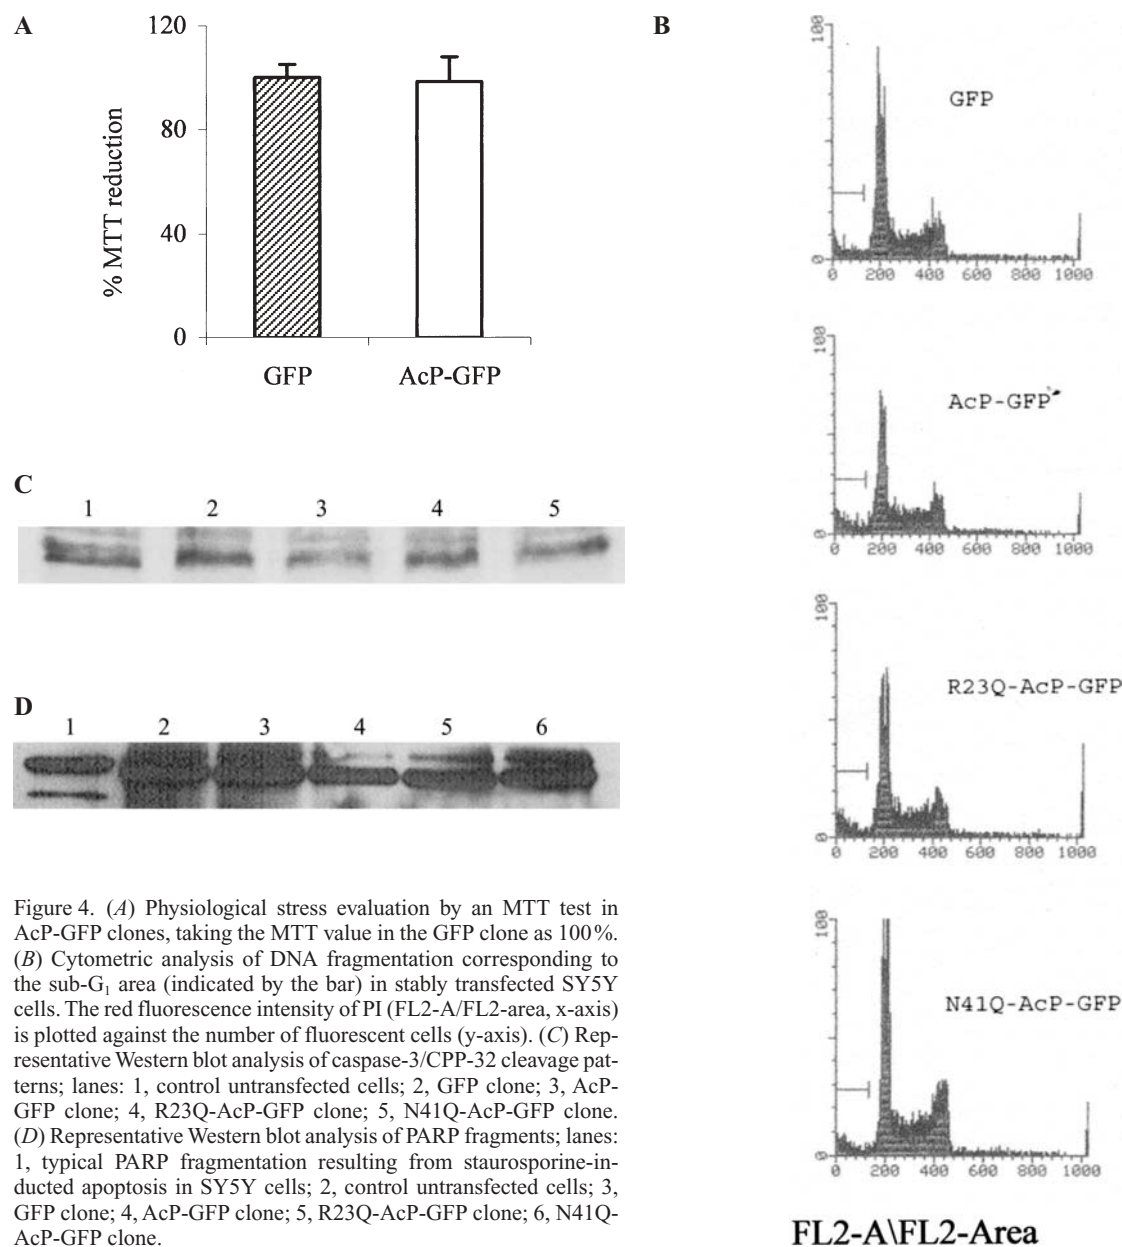 A
120
80
40
0
% MTT reduction
GFP
AcP-GFP
B
100
GFP
0
0 200 400 600 800 1000
100
AcP-GFP
0
0 200 400 600 800 1000
100
R23Q-AcP-GFP
0
0 200 400 600 800 1000
100
N41Q-AcP-GFP
0
0 200 400 600 800 1000
FL2-A\FL2-Area
C
1 2 3 4 5
D
1 2 3 4 5 6
Figure 4. (A) Physiological stress evaluation by an MTT test in
AcP-GFP clones, taking the MTT value in the GFP clone as 100%.
(B) Cytometric analysis of DNA fragmentation corresponding to
the sub-G₁ area (indicated by the bar) in stably transfected SY5Y
cells. The red fluorescence intensity of PI (FL2-A/FL2-area, x-axis)
is plotted against the number of fluorescent cells (y-axis). (C) Rep-
resentative Western blot analysis of caspase-3/CPP-32 cleavage pat-
terns; lanes: 1, control untransfected cells; 2, GFP clone; 3, AcP-
GFP clone; 4, R23Q-AcP-GFP clone; 5, N41Q-AcP-GFP clone.
(D) Representative Western blot analysis of PARP fragments; lanes:
1, typical PARP fragmentation resulting from staurosporine-in-
ducted apoptosis in SY5Y cells; 2, control untransfected cells; 3,
GFP clone; 4, AcP-GFP clone; 5, R23Q-AcP-GFP clone; 6, N41Q-
AcP-GFP clone.